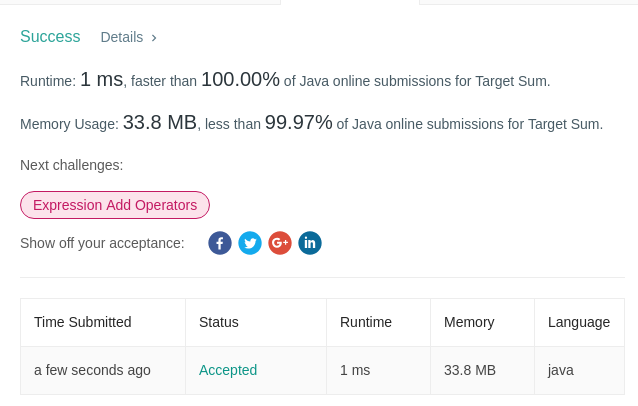 Success Details >
Runtime: 1 ms, faster than 100.00% of Java online submissions for Target Sum.
Memory Usage: 33.8 MB, less than 99.97% of Java online submissions for Target Sum.
Next challenges:
Expression Add Operators
Show off your acceptance: f G+ in
Time Submitted Status Runtime Memory Language
a few seconds ago Accepted 1 ms 33.8 MB java